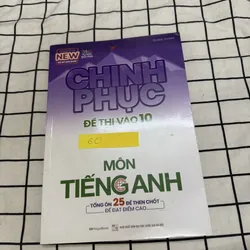 NEW
CHINH
PHỤC
ĐỀ THI VÀO 10
60
MÔN
TIẾNG ANH
TỔNG ÔN 25 ĐỀ THEN CHỐT
ĐỂ ĐẠT ĐIỂM CAO